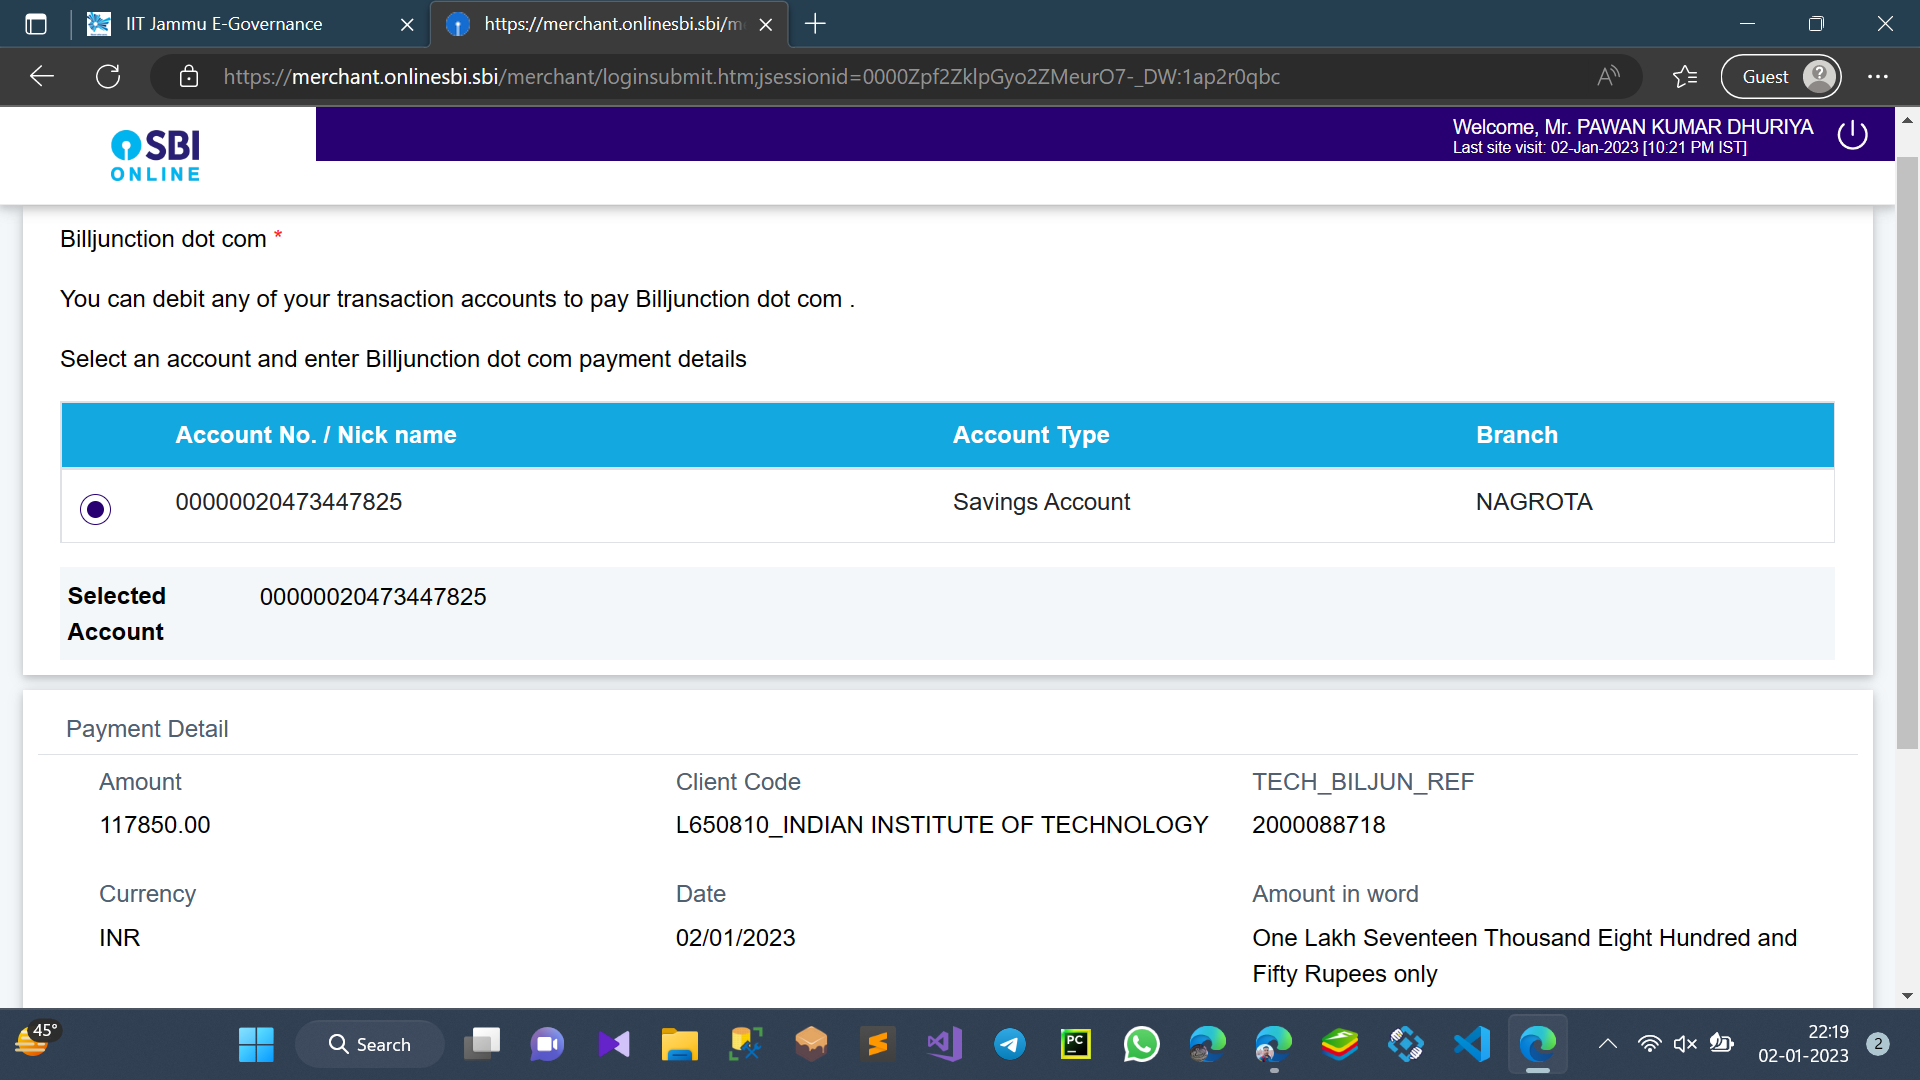 IIT Jammu E-Governance
https://merchant.onlinesbi.sbi/m
https://merchant.onlinesbi.sbi/merchant/loginsubmit.htm;jsessionid=0000Zpf2ZklpGyo2ZMeurO7-_DW:1ap2r0qbc
Guest
SBI
ONLINE
Welcome, Mr. PAWAN KUMAR DHURIYA
Last site visit: 02-Jan-2023 [10:21 PM IST]
Billjunction dot com *
You can debit any of your transaction accounts to pay Billjunction dot com .
Select an account and enter Billjunction dot com payment details
Account No. / Nick name Account Type Branch
00000020473447825 Savings Account NAGROTA
Selected Account 00000020473447825
Payment Detail
Amount Client Code TECH_BILJUN_REF
117850.00 L650810_INDIAN INSTITUTE OF TECHNOLOGY 2000088718
Currency Date Amount in word
INR 02/01/2023 One Lakh Seventeen Thousand Eight Hundred and
Fifty Rupees only
45°
Search
PC
22:19
02-01-2023
2